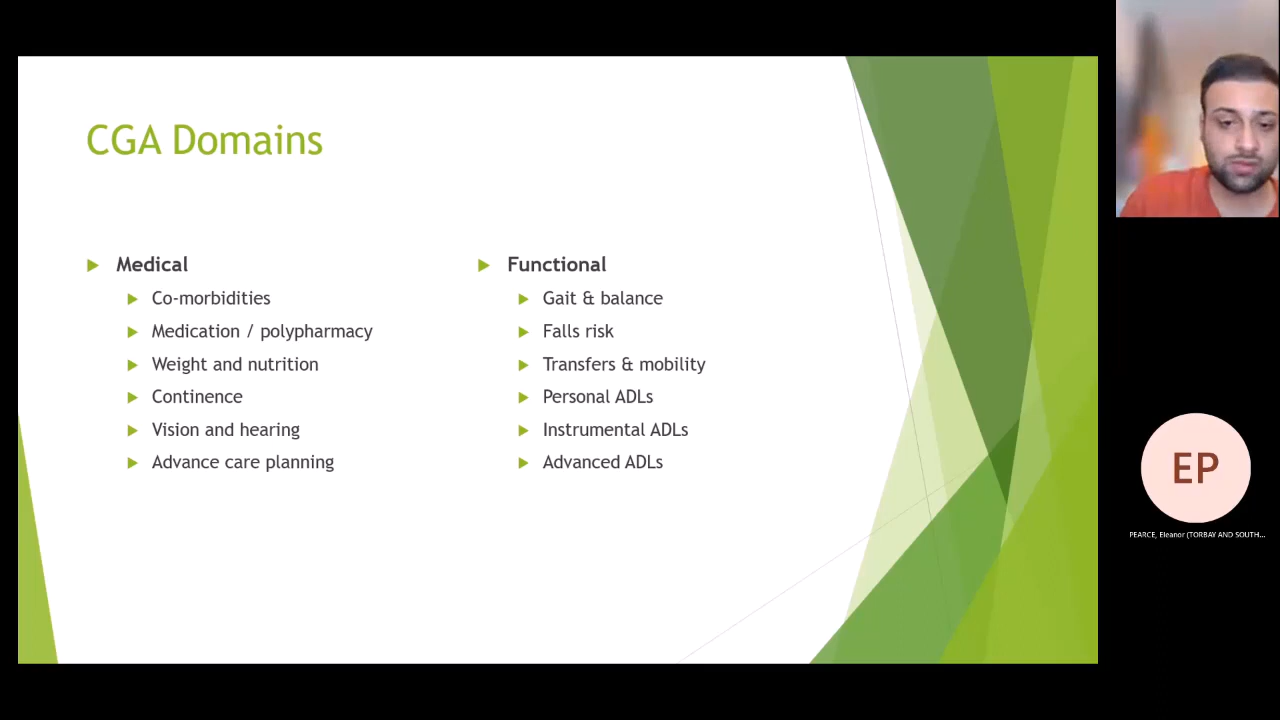 CGA Domains
Medical
Co-morbidities
Medication / polypharmacy
Weight and nutrition
Continence
Vision and hearing
Advance care planning
Functional
Gait & balance
Falls risk
Transfers & mobility
Personal ADLs
Instrumental ADLs
Advanced ADLs
EP
PEARCE, Eleanor (TORBAY AND SOUTH...